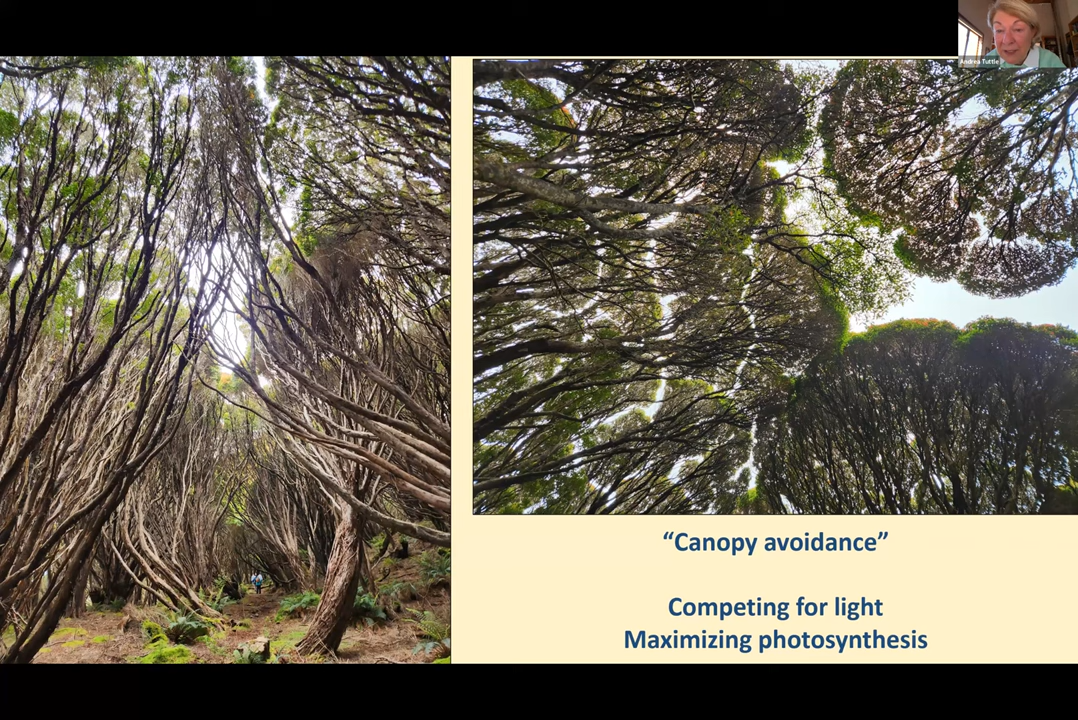 Andrea Tuttle
“Canopy avoidance”
Competing for light
Maximizing photosynthesis